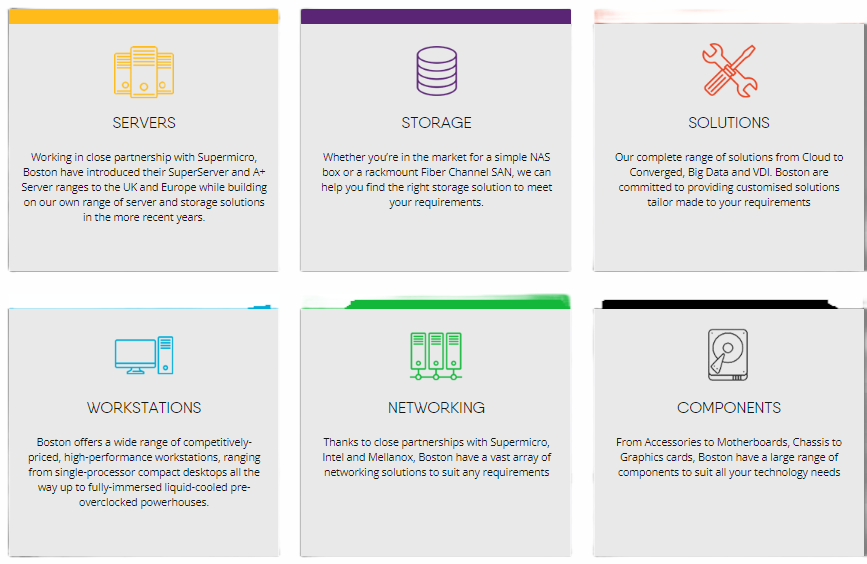 SERVERS
Working in close partnership with Supermicro,
Boston have introduced their SuperServer and A+
Server ranges to the UK and Europe while building
on our own range of server and storage solutions
in the more recent years.
STORAGE
Whether you're in the market for a simple NAS
box or a rackmount Fiber Channel SAN, we can
help you find the right storage solution to meet
your requirements.
SOLUTIONS
Our complete range of solutions from Cloud to
Converged, Big Data and VDI. Boston are
committed to providing customised solutions
tailor made to your requirements
WORKSTATIONS
Boston offers a wide range of competitively-
priced, high-performance workstations, ranging
from single-processor compact desktops all the
way up to fully-immersed liquid-cooled pre-
overclocked powerhouses.
NETWORKING
Thanks to close partnerships with Supermicro,
Intel and Mellanox, Boston have a vast array of
networking solutions to suit any requirements
COMPONENTS
From Accessories to Motherboards, Chassis to
Graphics cards, Boston have a large range of
components to suit all your technology needs